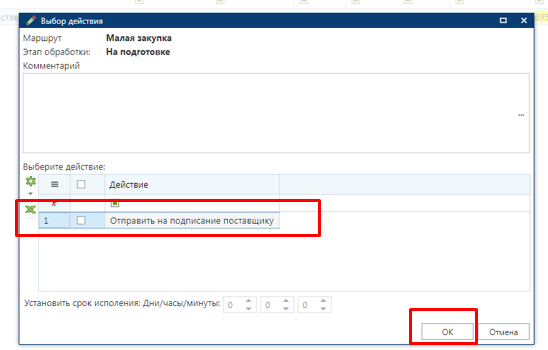 Выбор действия
Маршрут Малая закупка
Этап обработки: На подготовке
Комментарий
...
Выберите действие:
Действие
1 Отправить на подписание поставщику
Установить срок исполения: Дни/часы/минуты: 0 0 0
ОК Отмена